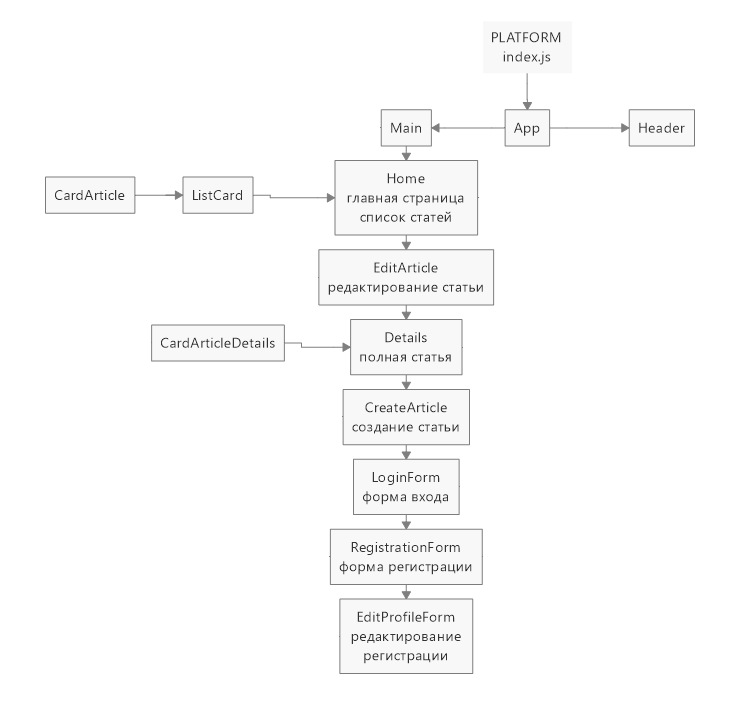 PLATFORM
index.js
Main
App
Header
Home
главная страница
список статей
CardArticle
ListCard
EditArticle
редактирование статьи
CardArticleDetails
Details
полная статья
CreateArticle
создание статьи
LoginForm
форма входа
RegistrationForm
форма регистрации
EditProfileForm
редактирование
регистрации